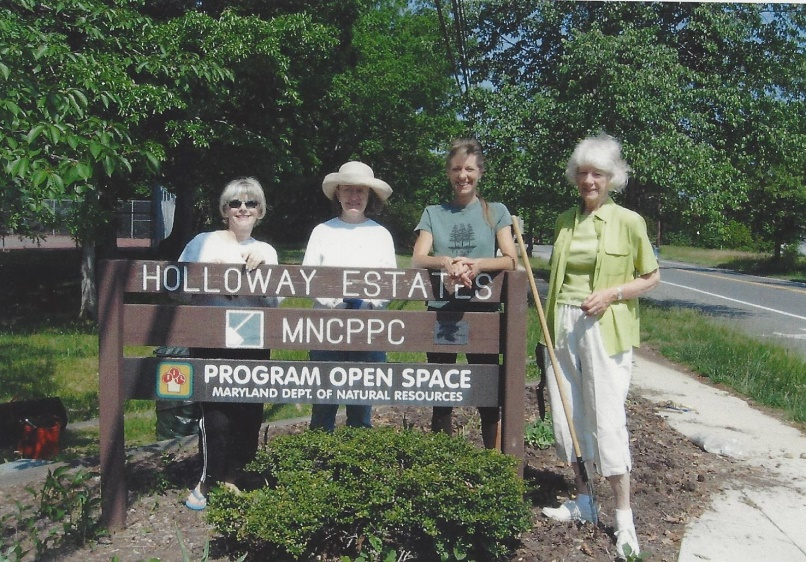 HOLLOWAY ESTATES
MNCPPC
PROGRAM OPEN SPACE
MARYLAND DEPT. OF NATURAL RESOURCES